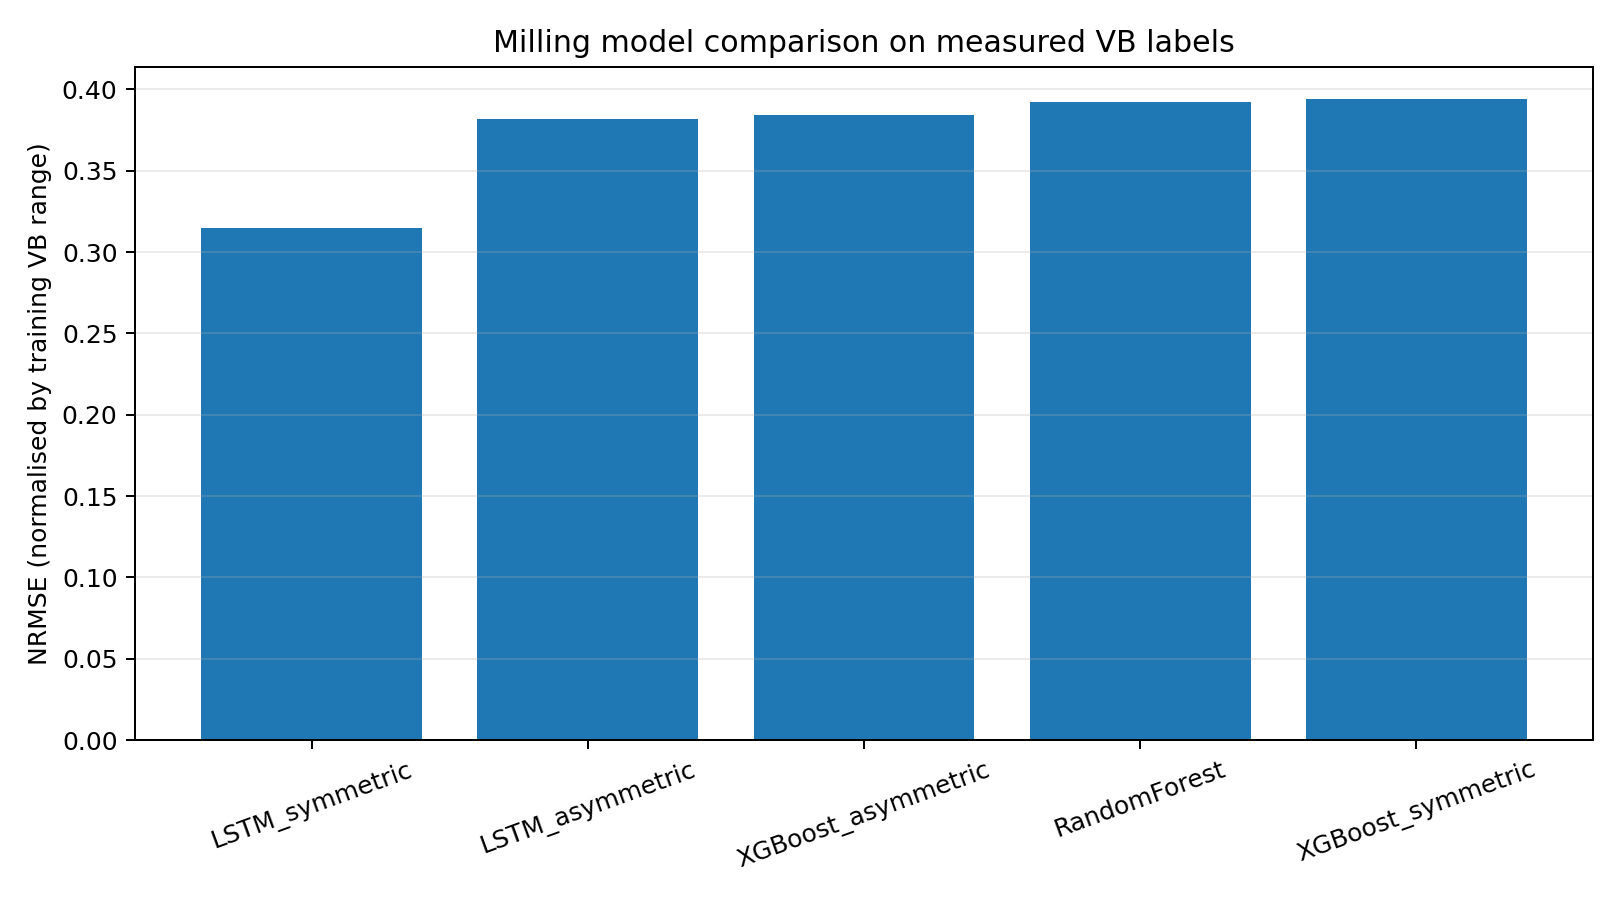 Milling model comparison on measured VB labels
NRMSE (normalised by training VB range)
0.40
0.35
0.30
0.25
0.20
0.15
0.10
0.05
0.00
LSTM_symmetric
LSTM_asymmetric
XGBoost_asymmetric
RandomForest
XGBoost_symmetric